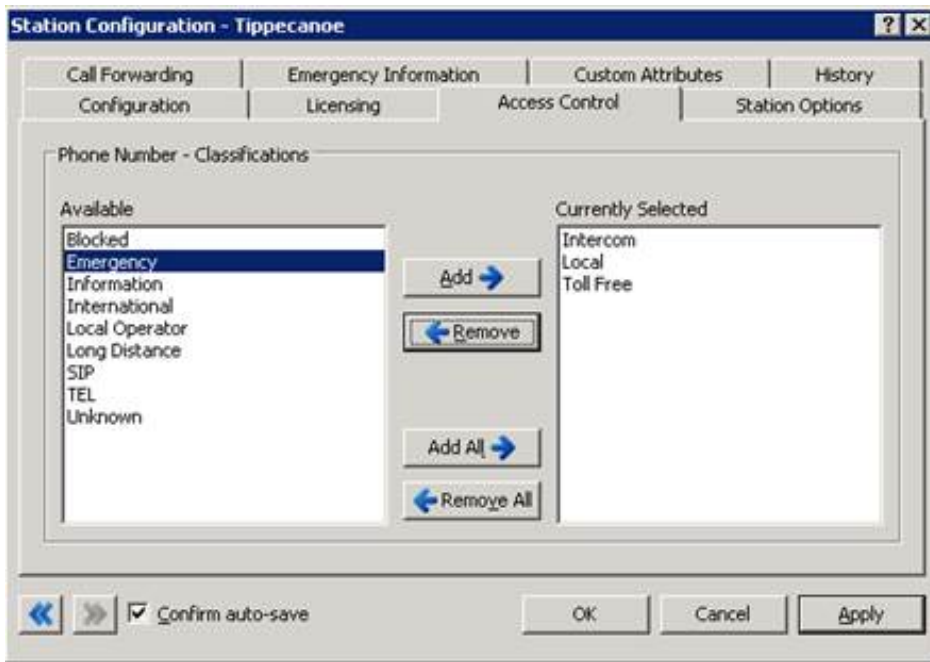 Station Configuration - Tippecanoe
Call Forwarding Emergency Information Custom Attributes History
Configuration Licensing Access Control Station Options
Phone Number - Classifications
Available
Blocked
Emergency
Information
International
Local Operator
Long Distance
SIP
TEL
Unknown
Add
Remove
Add All
Remove All
Currently Selected
Intercom
Local
Toll Free
Confirm auto-save OK Cancel Apply